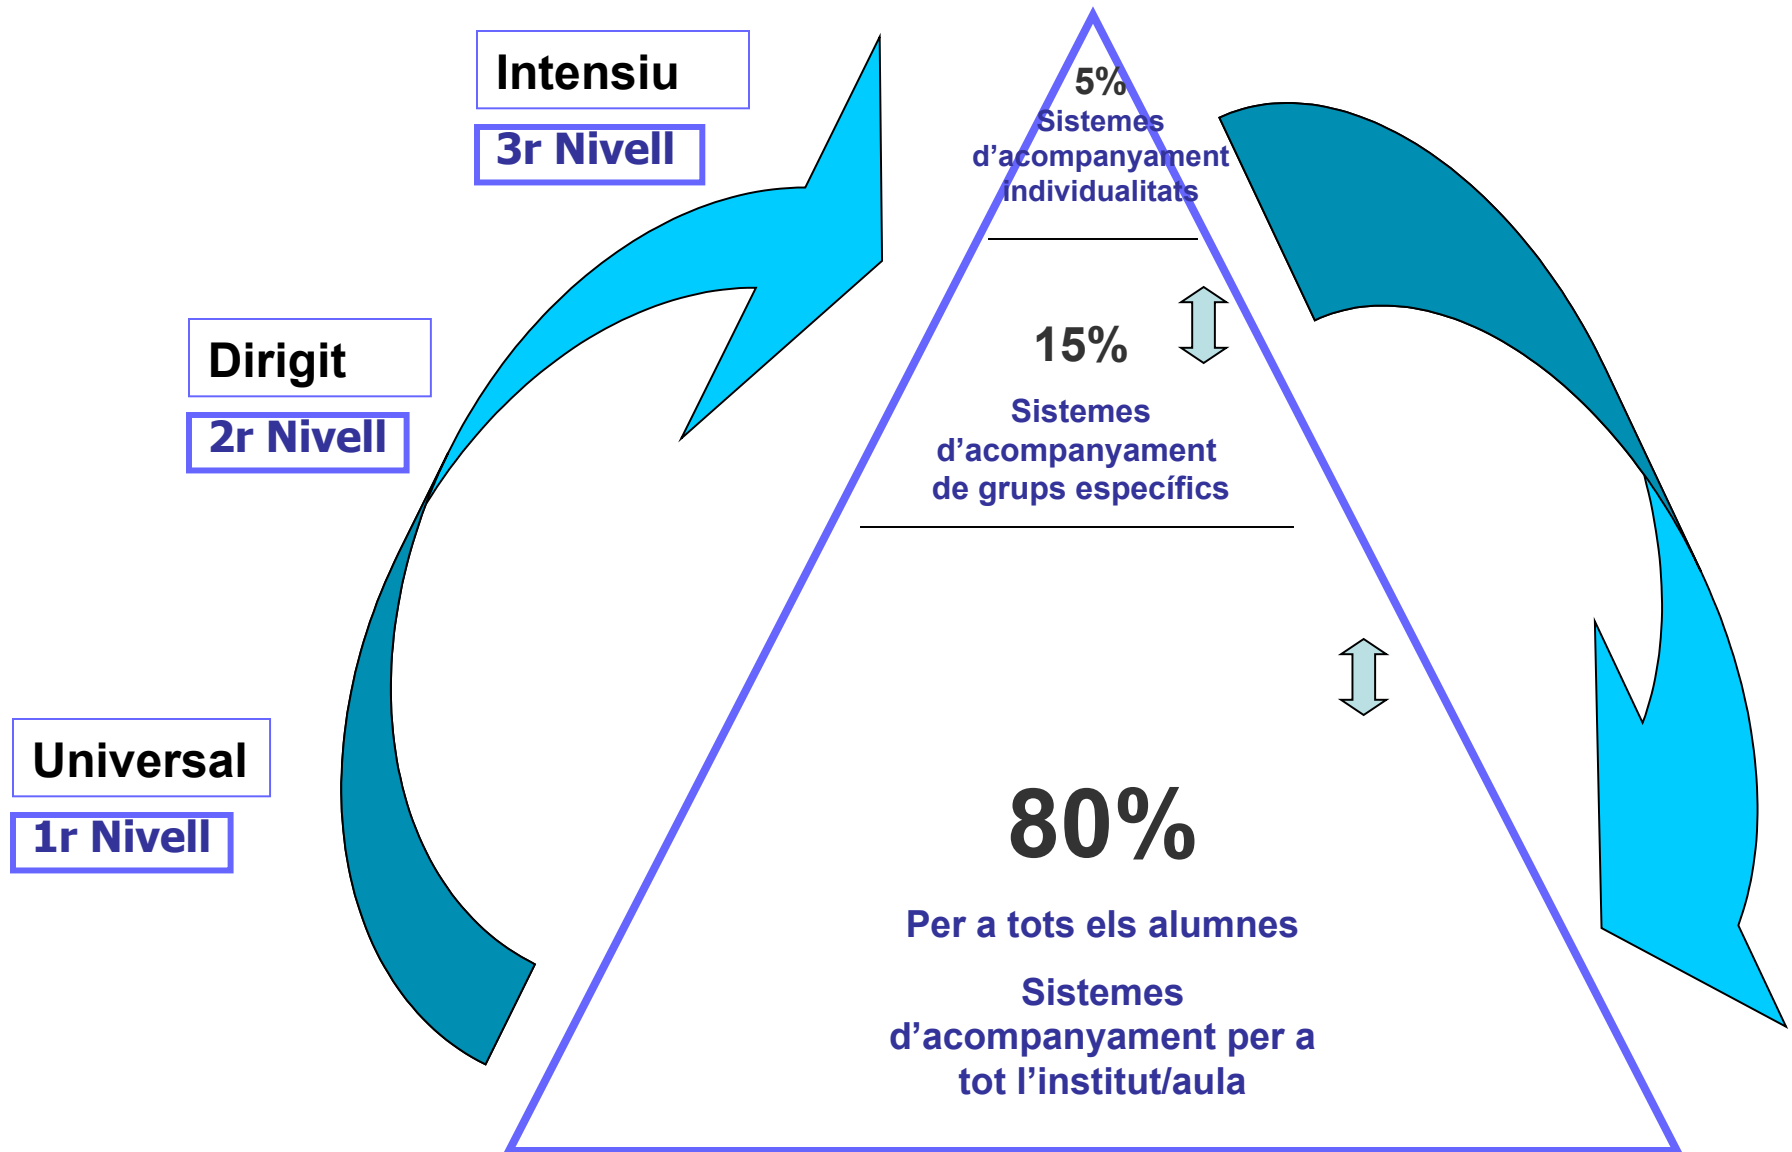 Intensiu
3r Nivell
5%
Sistemes
d’acompanyament
individualitats
Dirigit
2r Nivell
15%
Sistemes
d’acompanyament
de grups específics
Universal
1r Nivell
80%
Per a tots els alumnes
Sistemes
d’acompanyament per a
tot l’institut/aula